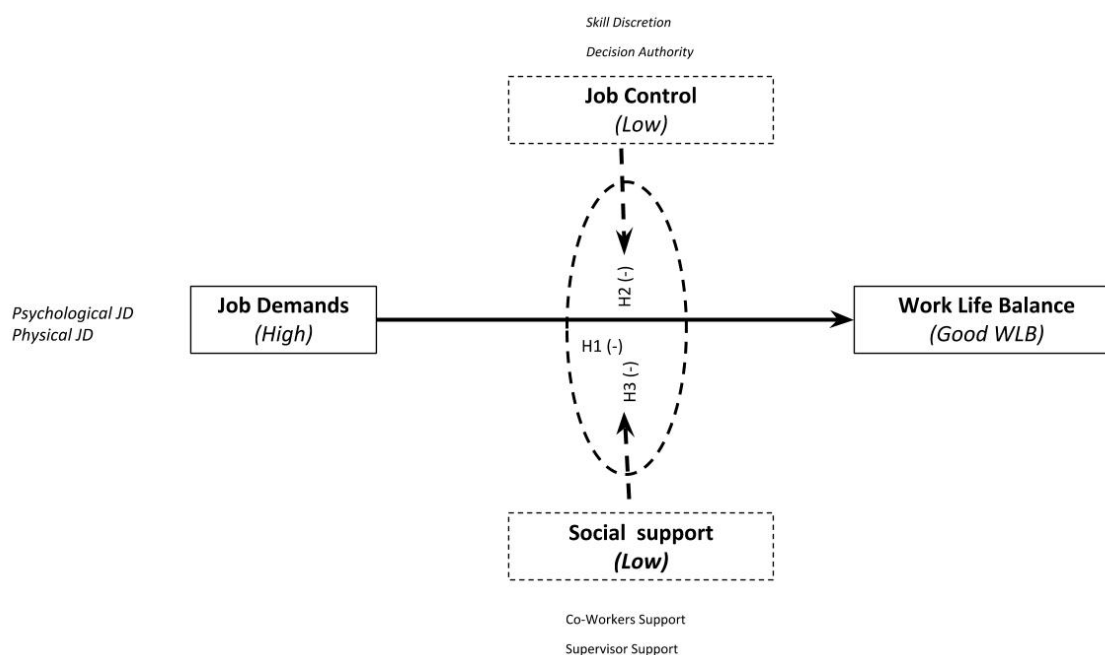 Skill Discretion
Decision Authority
Job Control
(Low)
H2 (-)
Psychological JD
Physical JD
Job Demands
(High)
Work Life Balance
(Good WLB)
H1 (-)
H3 (-)
Social support
(Low)
Co-Workers Support
Supervisor Support